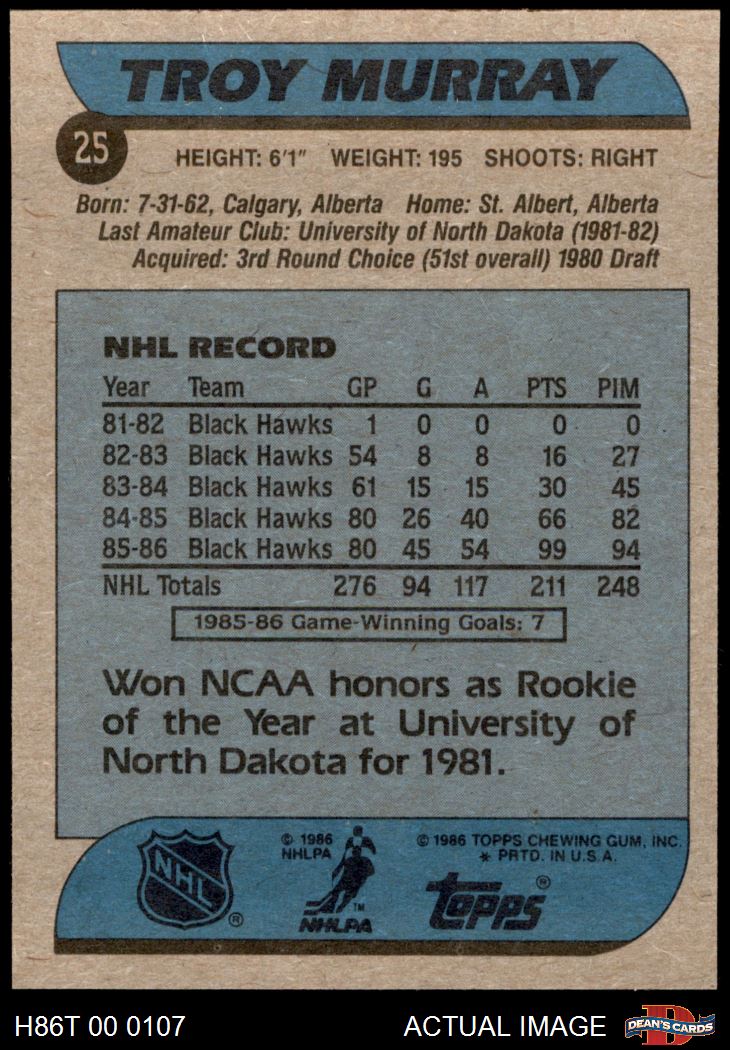 TROY MURRAY
25
HEIGHT: 6'1" WEIGHT: 195 SHOOTS: RIGHT
Born: 7-31-62, Calgary, Alberta Home: St. Albert, Alberta
Last Amateur Club: University of North Dakota (1981-82)
Acquired: 3rd Round Choice (51st overall) 1980 Draft
NHL RECORD
Year Team GP G A PTS PIM
81-82 Black Hawks 1 0 0 0 0
82-83 Black Hawks 54 8 8 16 27
83-84 Black Hawks 61 15 15 30 45
84-85 Black Hawks 80 26 40 66 82
85-86 Black Hawks 80 45 54 99 94
NHL Totals 276 94 117 211 248
1985-86 Game-Winning Goals: 7
Won NCAA honors as Rookie
of the Year at University of
North Dakota for 1981.
NHL ®
© 1986
NHLPA
TM
NHLPA
© 1986 TOPPS CHEWING GUM, INC.
* PRTD. IN U.S.A.
Topps ®
H86T 00 0107 ACTUAL IMAGE
D
DEAN'S CARDS